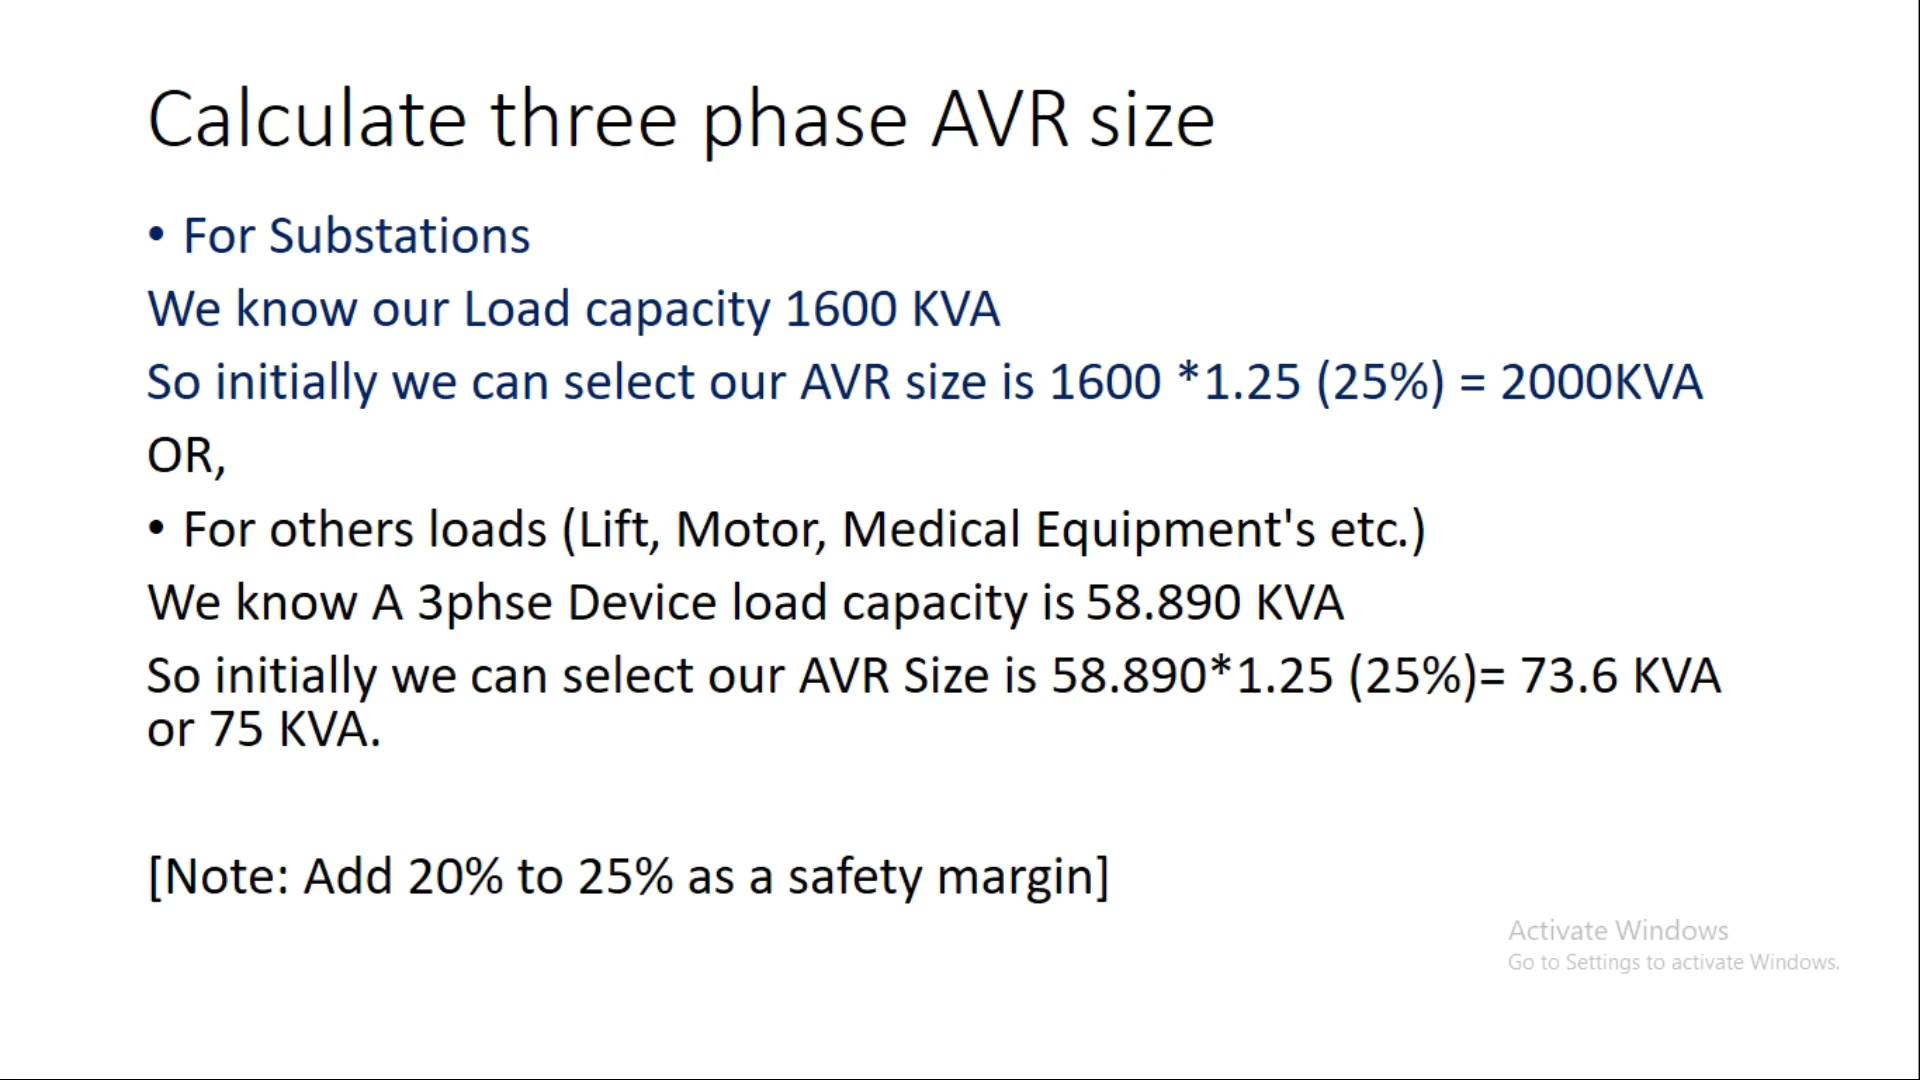 Calculate three phase AVR size
• For Substations
We know our Load capacity 1600 KVA
So initially we can select our AVR size is 1600 *1.25 (25%) = 2000KVA
OR,
• For others loads (Lift, Motor, Medical Equipment's etc.)
We know A 3phse Device load capacity is 58.890 KVA
So initially we can select our AVR Size is 58.890*1.25 (25%)= 73.6 KVA
or 75 KVA.
[Note: Add 20% to 25% as a safety margin]
Activate Windows
Go to Settings to activate Windows.